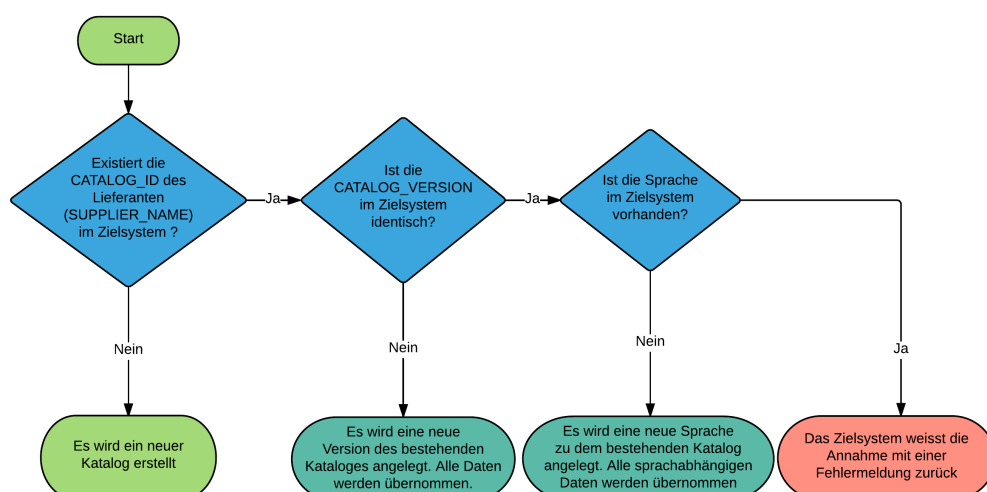 Start
Existiert die
CATALOG_ID des
Lieferanten
(SUPPLIER_NAME)
im Zielsystem ?
Ja
Ist die
CATALOG_VERSION
im Zielsystem
identisch?
Ja
Ist die Sprache
im Zielsystem
vorhanden?
Nein
Nein
Nein
Ja
Es wird ein neuer
Katalog erstellt
Es wird eine neue
Version des bestehenden
Kataloges angelegt. Alle Daten
werden übernommen.
Es wird eine neue Sprache
zu dem bestehenden Katalog
angelegt. Alle sprachabhängigen
Daten werden übernommen
Das Zielsystem weisst die
Annahme mit einer
Fehlermeldung zurück